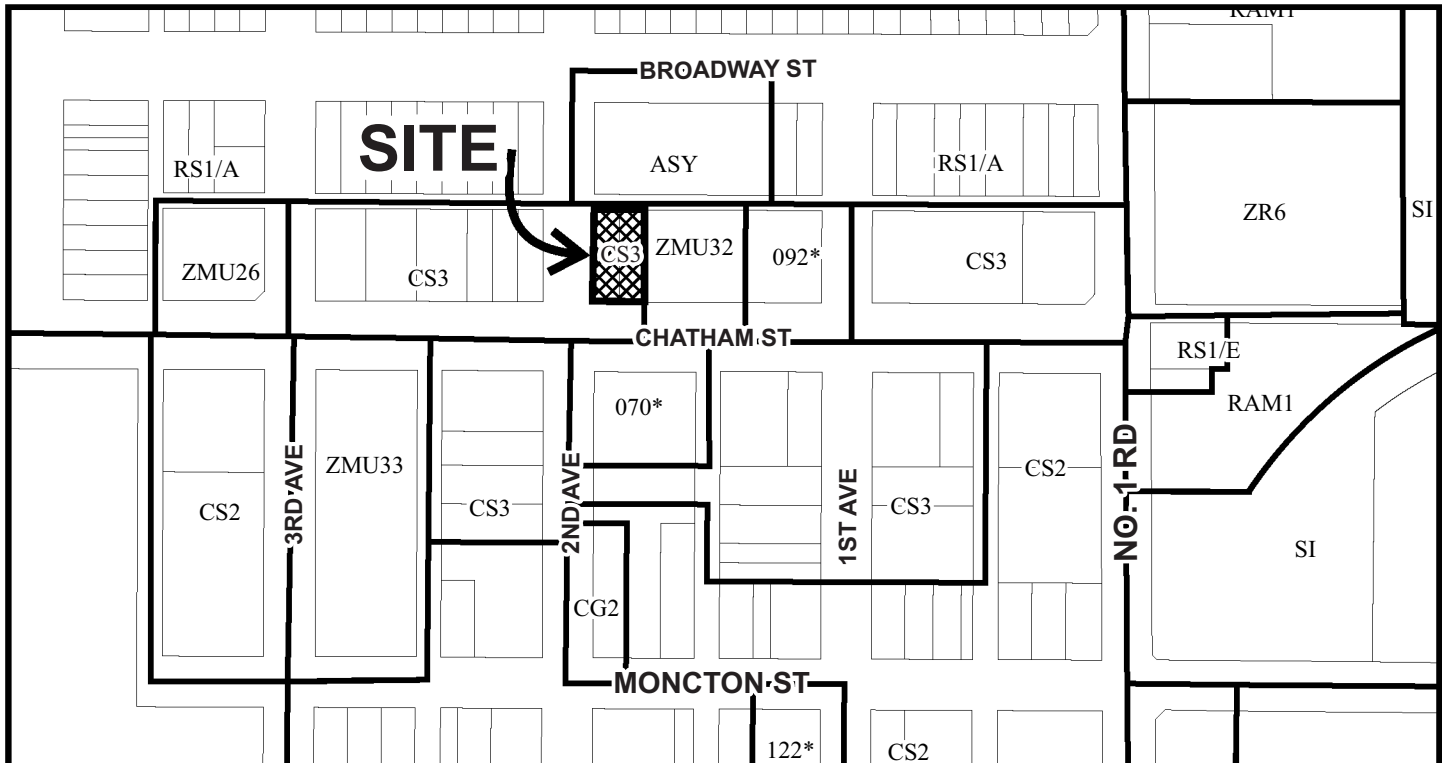 RAM1
BROADWAY ST
SITE
RS1/A
ASY
RS1/A
ZR6
SI
ZMU26
CS3
CS3
ZMU32
092*
CS3
CHATHAM ST
RS1/E
070*
RAM1
3RD AVE
ZMU33
2ND AVE
1ST AVE
NO. 1 RD
CS2
CS2
CS3
CS3
SI
CG2
MONCTON ST
122*
CS2